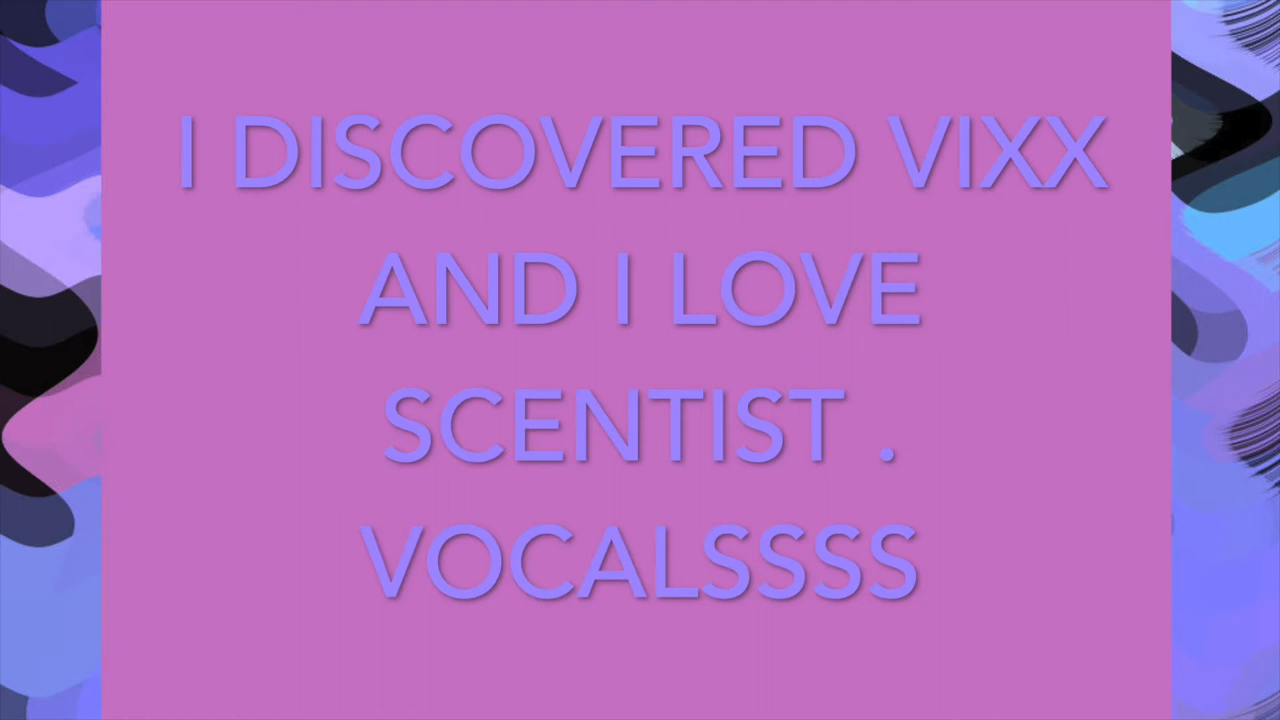 I DISCOVERED VIXX
AND I LOVE
SCENTIST .
VOCALSSSS